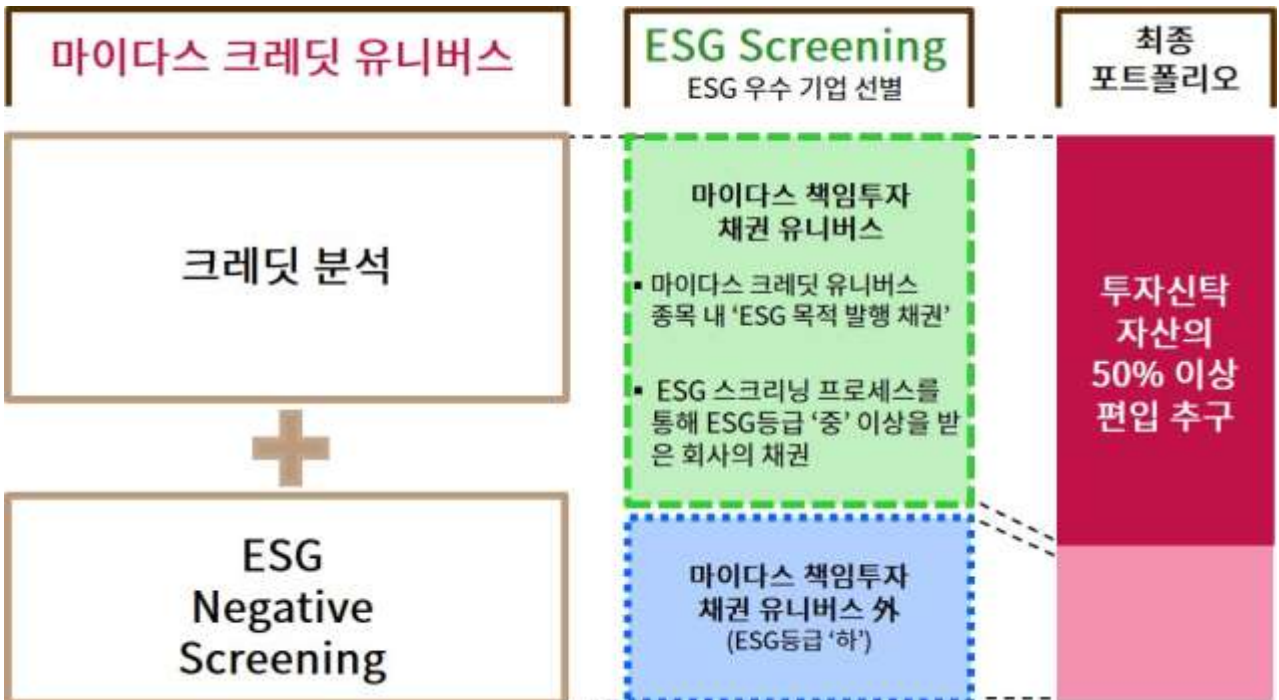 마이다스 크레딧 유니버스
크레딧 분석
ESG
Negative
Screening
ESG Screening
ESG 우수 기업 선별
마이다스 책임투자
채권 유니버스
▪ 마이다스 크레딧 유니버스
종목 내 ‘ESG 목적 발행 채권’
▪ ESG 스크리닝 프로세스를
통해 ESG등급 ‘중’ 이상을 받
은 회사의 채권
마이다스 책임투자
채권 유니버스 外
(ESG등급 ‘하’)
최종
포트폴리오
투자신탁
자산의
50% 이상
편입 추구